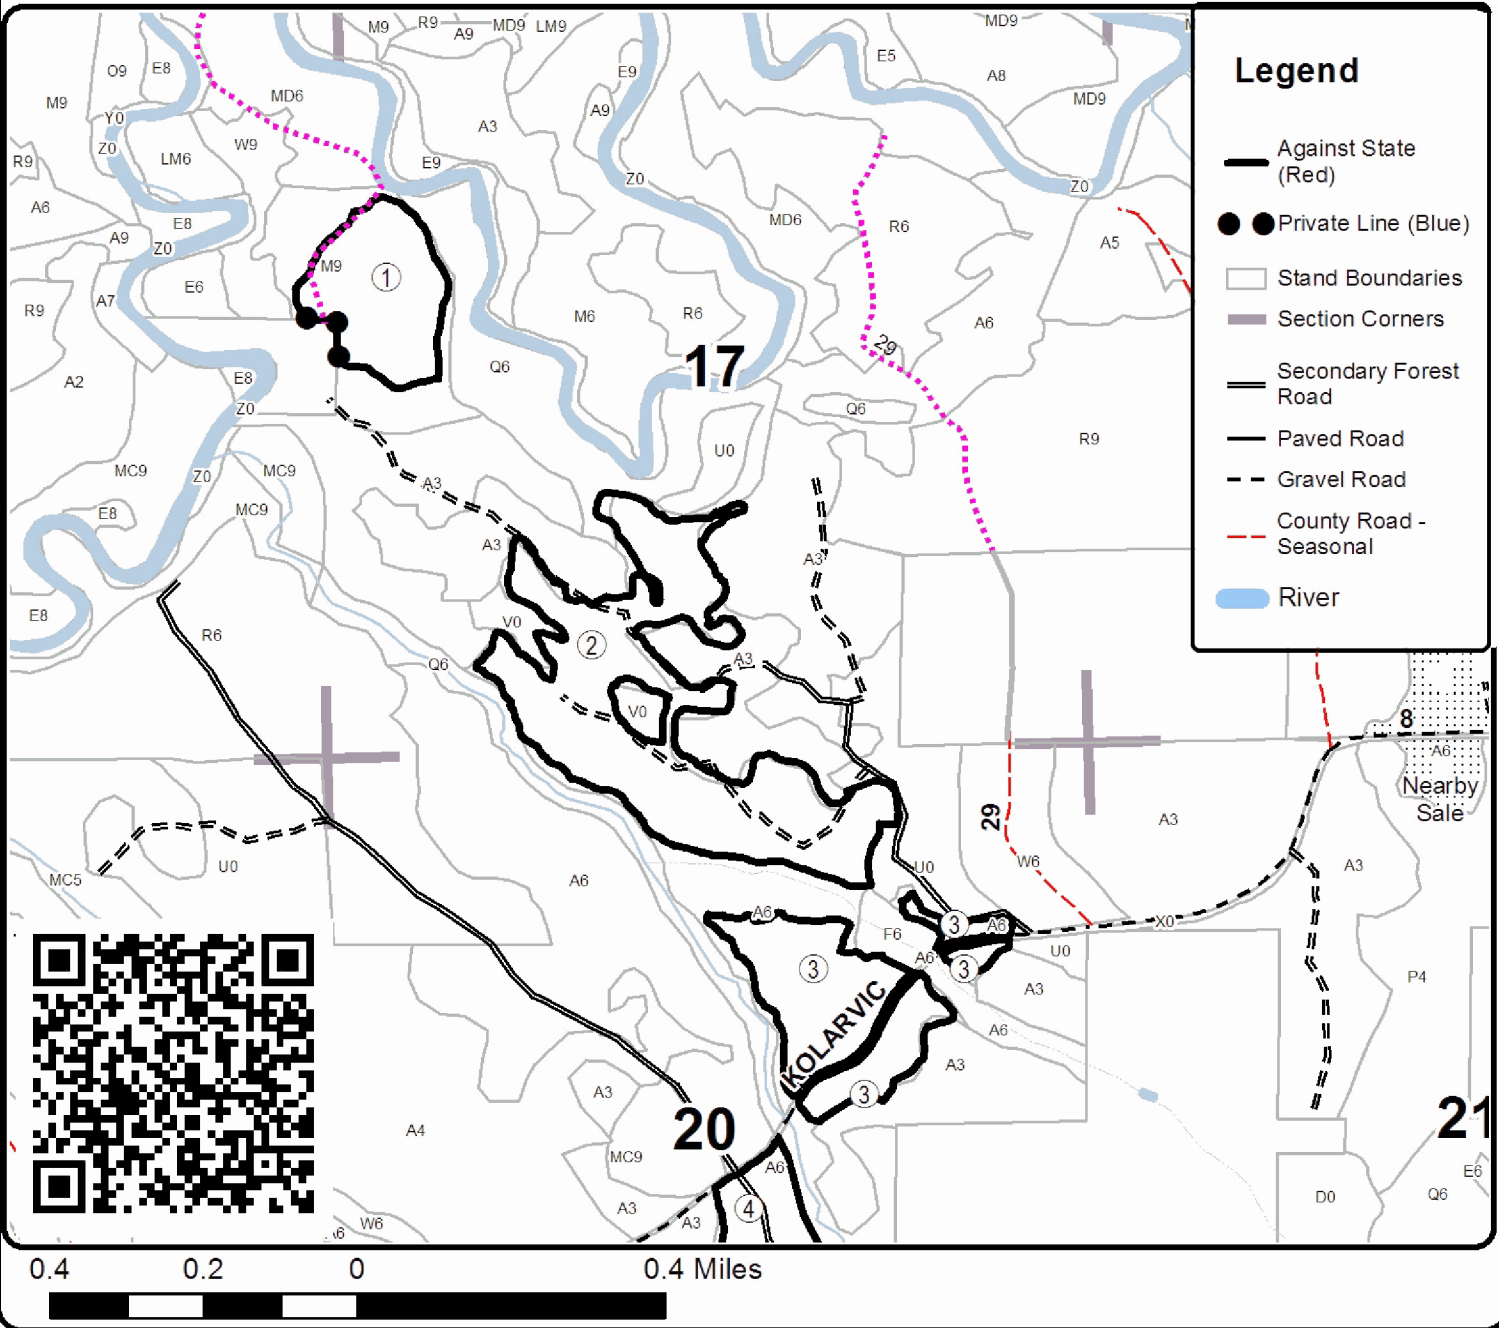 M9
R9
A9
MD9
LM9
MD9
O9
E8
E9
E5
A8
M9
MD6
A9
MD9
Y0
A3
Z0
W9
R9
LM6
E9
Z0
Z0
A6
E8
MD6
R6
A9
Z0
A5
M9
1
E6
A7
R9
M6
R6
A6
29
17
Q6
A2
E8
Z0
Q6
U0
R9
MC9
MC9
Z0
A3
E8
MC9
A3
A3
E8
V0
R6
2
Q6
A3
V0
8
A6
Nearby
Sale
29
A3
W6
U0
MC5
U0
A6
A3
A6
3
A6
X0
F6
U0
A6
3
3
P4
KOLARVIC
A3
A6
A3
3
A3
20
A4
21
MC9
A6
E6
A3
4
D0
Q6
W6
A3
A6
Legend
Against State
(Red)
Private Line (Blue)
Stand Boundaries
Section Corners
Secondary Forest
Road
Paved Road
Gravel Road
County Road -
Seasonal
River
0.4 0.2 0 0.4 Miles